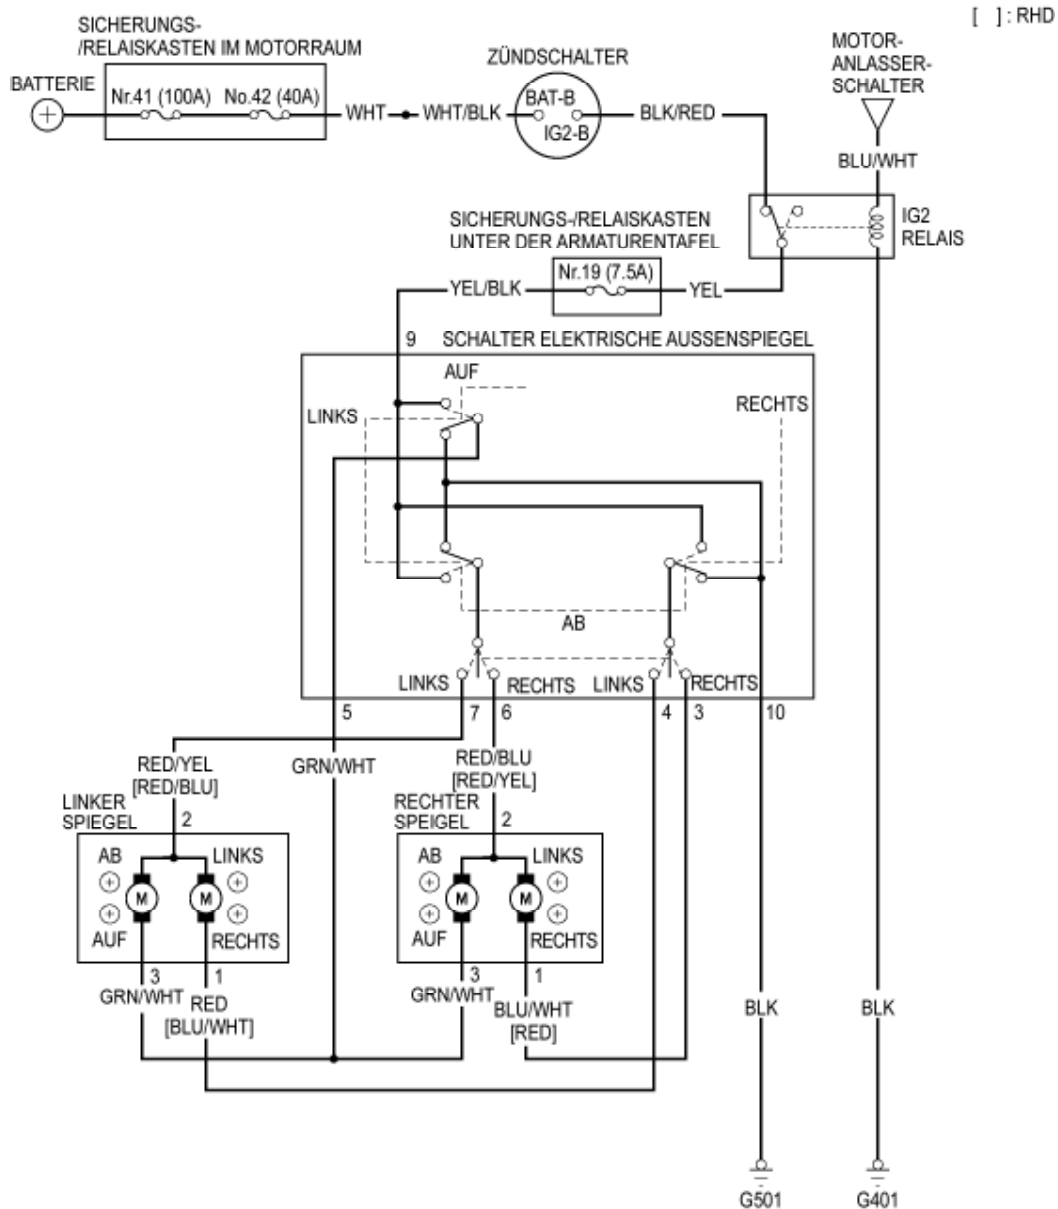 [ ] : RHD
SICHERUNGS-
/RELAISKASTEN IM MOTORRAUM
BATTERIE
Nr.41 (100A) No.42 (40A)
WHT
WHT/BLK
ZÜNDSCHALTER
BAT-B
IG2-B
BLK/RED
MOTOR-
ANLASSER-
SCHALTER
BLU/WHT
IG2
RELAIS
SICHERUNGS-/RELAISKASTEN
UNTER DER ARMATURENTAFEL
Nr.19 (7.5A)
YEL/BLK
YEL
9 SCHALTER ELEKTRISCHE AUSSENSPIEGEL
AUF
LINKS
RECHTS
AB
LINKS RECHTS LINKS RECHTS
5 7 6 4 3 10
RED/YEL
[RED/BLU]
GRN/WHT
RED/BLU
[RED/YEL]
LINKER
SPIEGEL
2
AB LINKS
M M
AUF RECHTS
3 1
GRN/WHT
RED
[BLU/WHT]
RECHTER
SPEIGEL
2
AB LINKS
M M
AUF RECHTS
3 1
GRN/WHT
BLU/WHT
[RED]
BLK
BLK
G501
G401